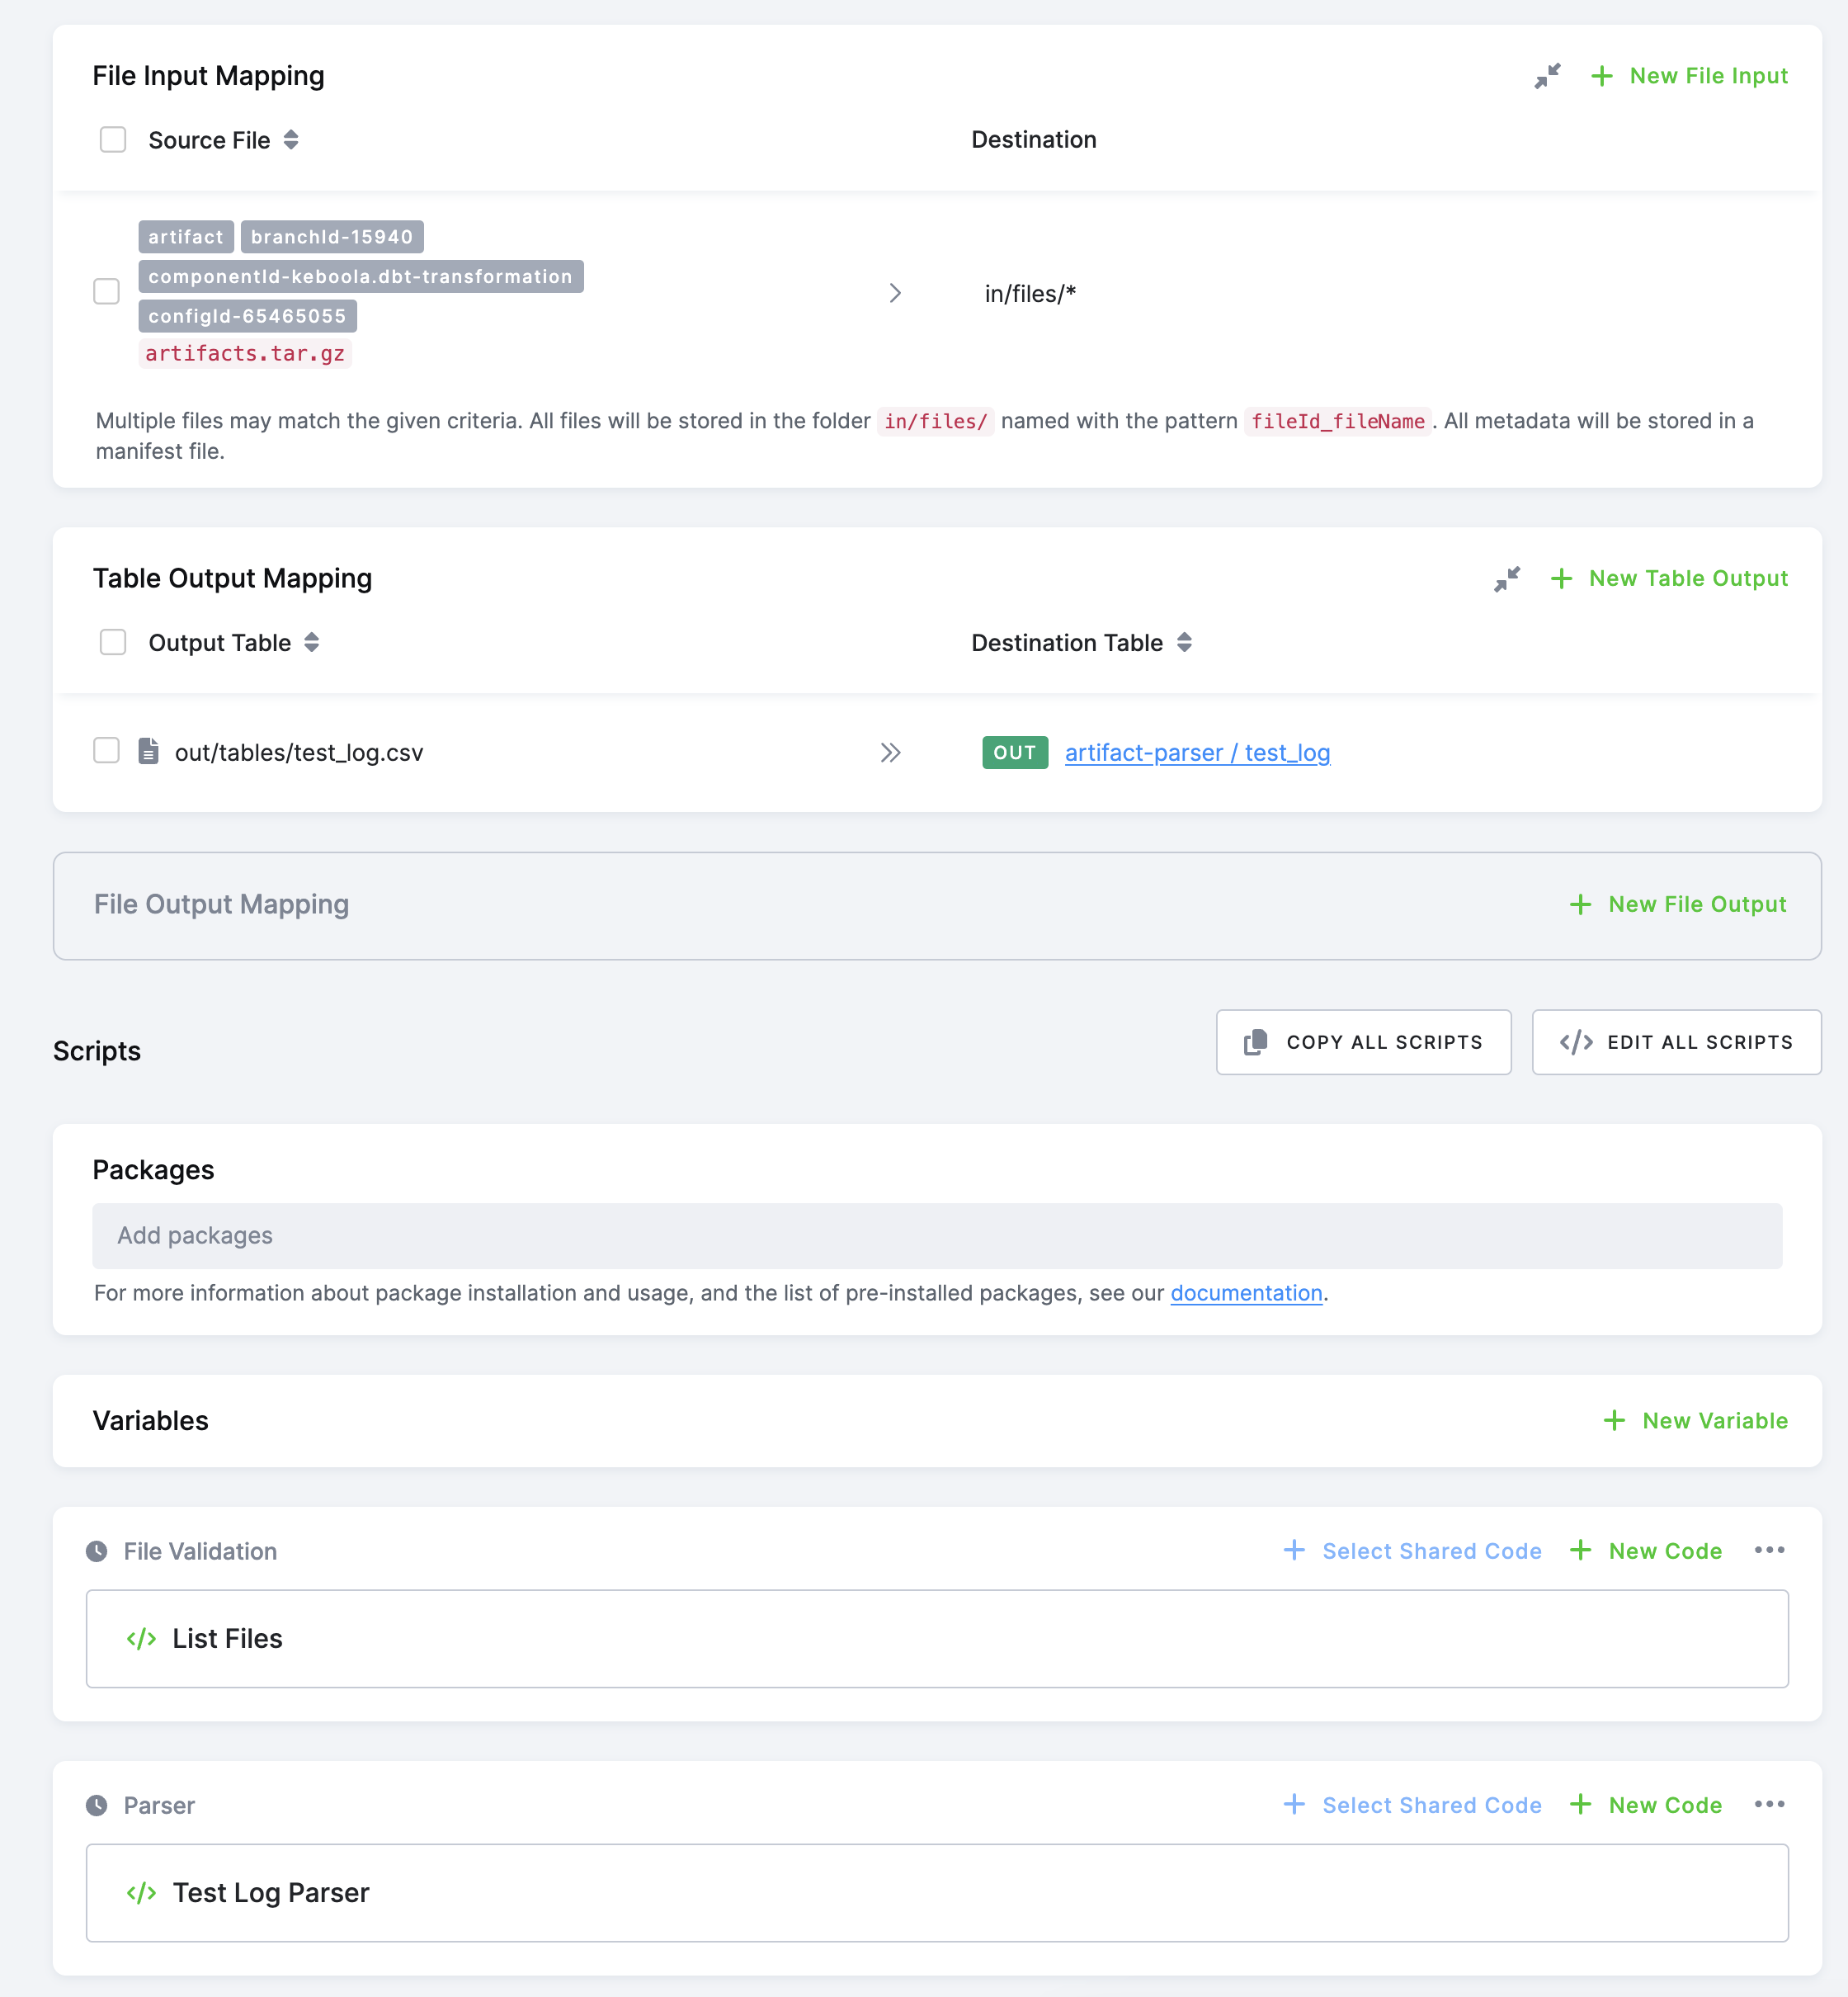 File Input Mapping
New File Input
Source File
Destination
artifact branchId-15940
componentId-keboola.dbt-transformation
configId-65465055
artifacts.tar.gz
in/files/*
Multiple files may match the given criteria. All files will be stored in the folder in/files/ named with the pattern fileId_fileName. All metadata will be stored in a
manifest file.
Table Output Mapping
New Table Output
Output Table
Destination Table
out/tables/test_log.csv
OUT artifact-parser / test_log
File Output Mapping
New File Output
Scripts
COPY ALL SCRIPTS
EDIT ALL SCRIPTS
Packages
Add packages
For more information about package installation and usage, and the list of pre-installed packages, see our documentation.
Variables
New Variable
File Validation
Select Shared Code
New Code
List Files
Parser
Select Shared Code
New Code
Test Log Parser